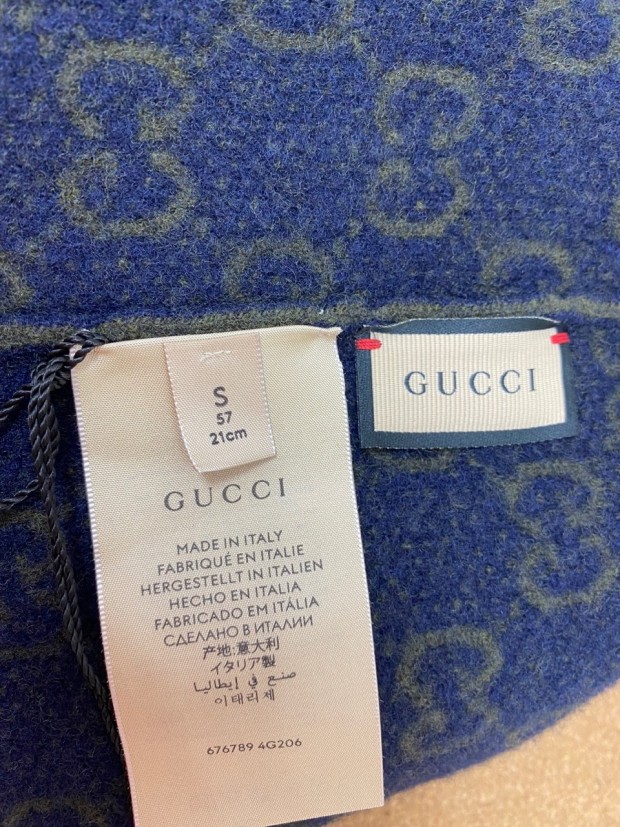 S
57
21cm
GUCCI
MADE IN ITALY
FABRIQUÉ EN ITALIE
HERGESTELLT IN ITALIEN
HECHO EN ITALIA
FABRICADO EM ITÁLIA
СДЕЛАНО В ИТАЛИИ
产地:意大利
イタリア製
صنع في إيطاليا
이태리제
676789 4G206
GUCCI